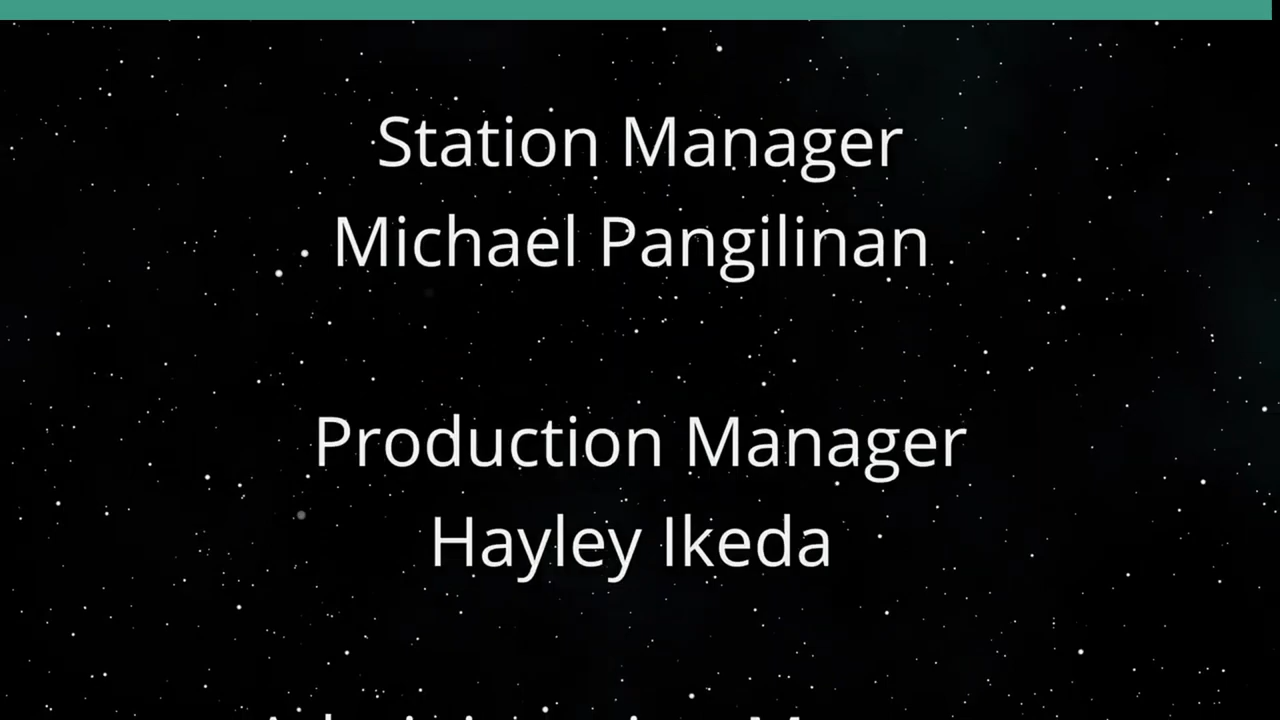 Station Manager
Michael Pangilinan
Production Manager
Hayley Ikeda